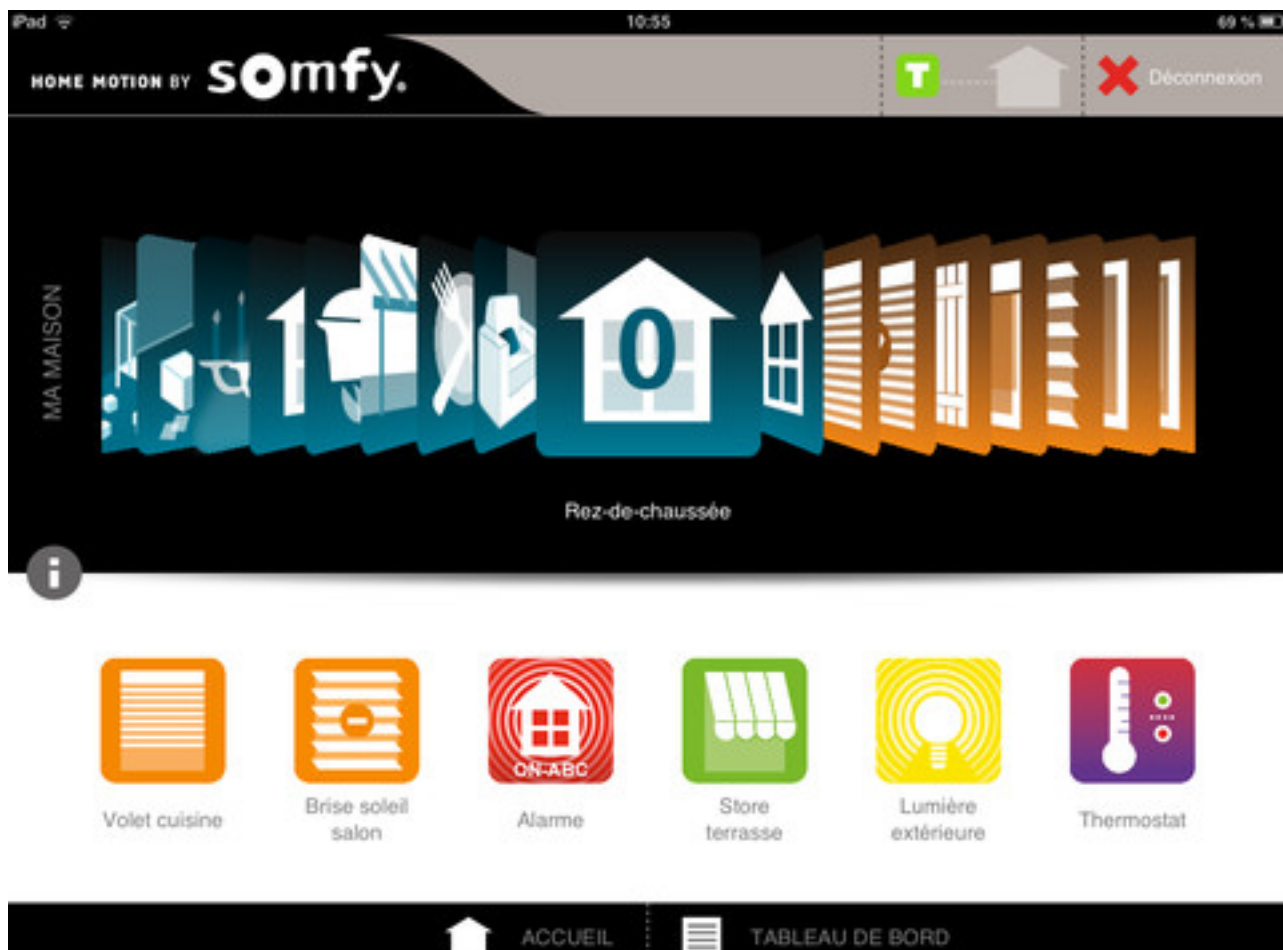 iPad 10:55 69 %
HOME MOTION BY somfy.
T Déconnexion
MA MAISON
0
Rez-de-chaussée
i
ON-ABC
Volet cuisine
Brise soleil
salon
Alarme
Store
terrasse
Lumière
extérieure
Thermostat
ACCUEIL
TABLEAU DE BORD